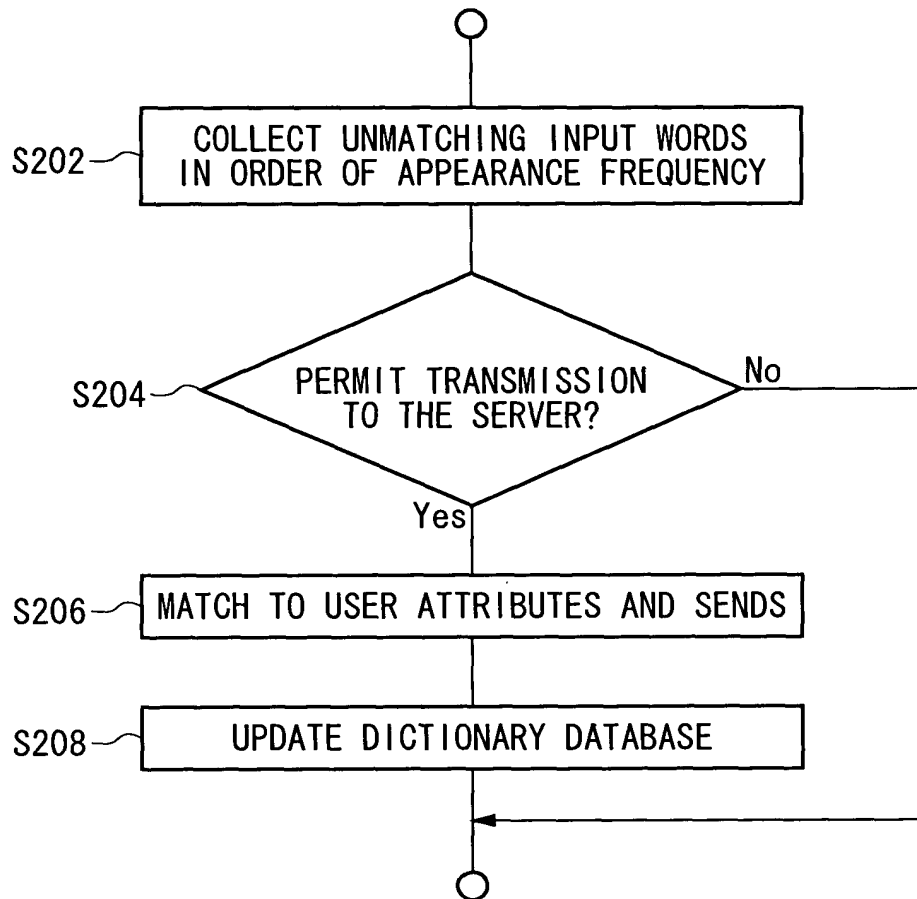 S202
COLLECT UNMATCHING INPUT WORDS
IN ORDER OF APPEARANCE FREQUENCY
S204
PERMIT TRANSMISSION
TO THE SERVER?
No
Yes
S206
MATCH TO USER ATTRIBUTES AND SENDS
S208
UPDATE DICTIONARY DATABASE